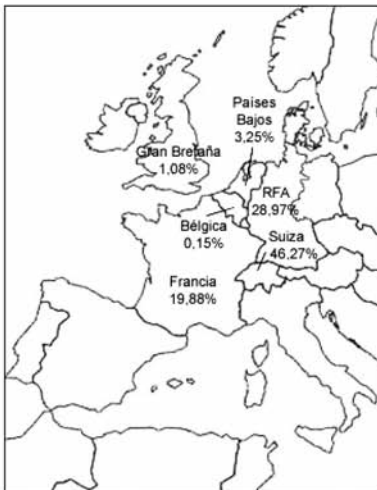 Países
Bajos
3,25%
Gran Bretaña
1,08%
RFA
28,97%
Bélgica
0,15%
Suiza
46,27%
Francia
19,88%